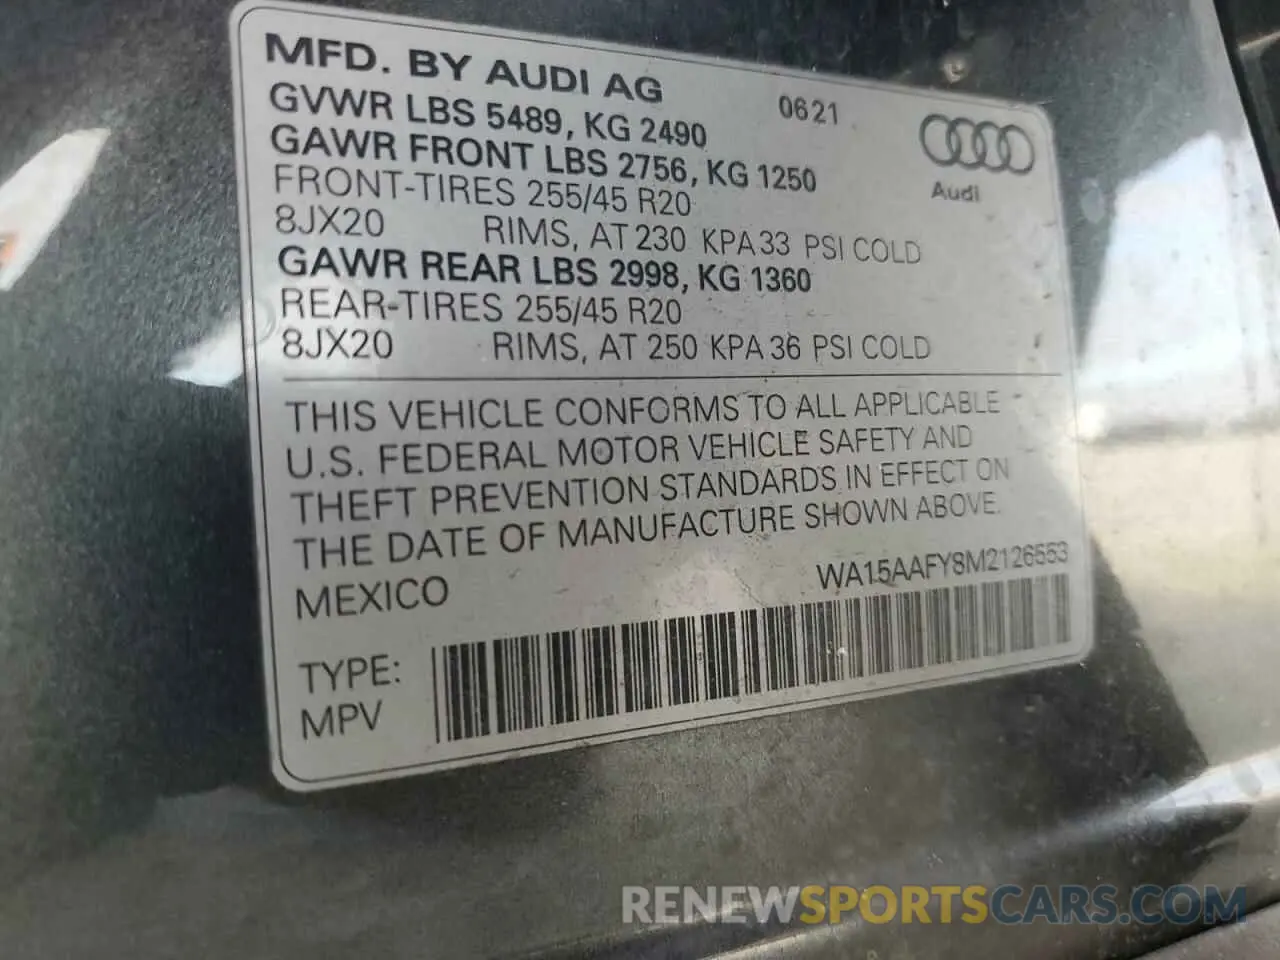 MFD. BY AUDI AG
0621
GVWR LBS 5489, KG 2490
GAWR FRONT LBS 2756, KG 1250
Audi
FRONT-TIRES 255/45 R20
8JX20 RIMS, AT 230 KPA 33 PSI COLD
GAWR REAR LBS 2998, KG 1360
REAR-TIRES 255/45 R20
8JX20 RIMS, AT 250 KPA 36 PSI COLD
THIS VEHICLE CONFORMS TO ALL APPLICABLE
U.S. FEDERAL MOTOR VEHICLE SAFETY AND
THEFT PREVENTION STANDARDS IN EFFECT ON
THE DATE OF MANUFACTURE SHOWN ABOVE.
MEXICO
WA15AAFY8M2126553
TYPE:
MPV
RENEWSPORTSCARS.COM